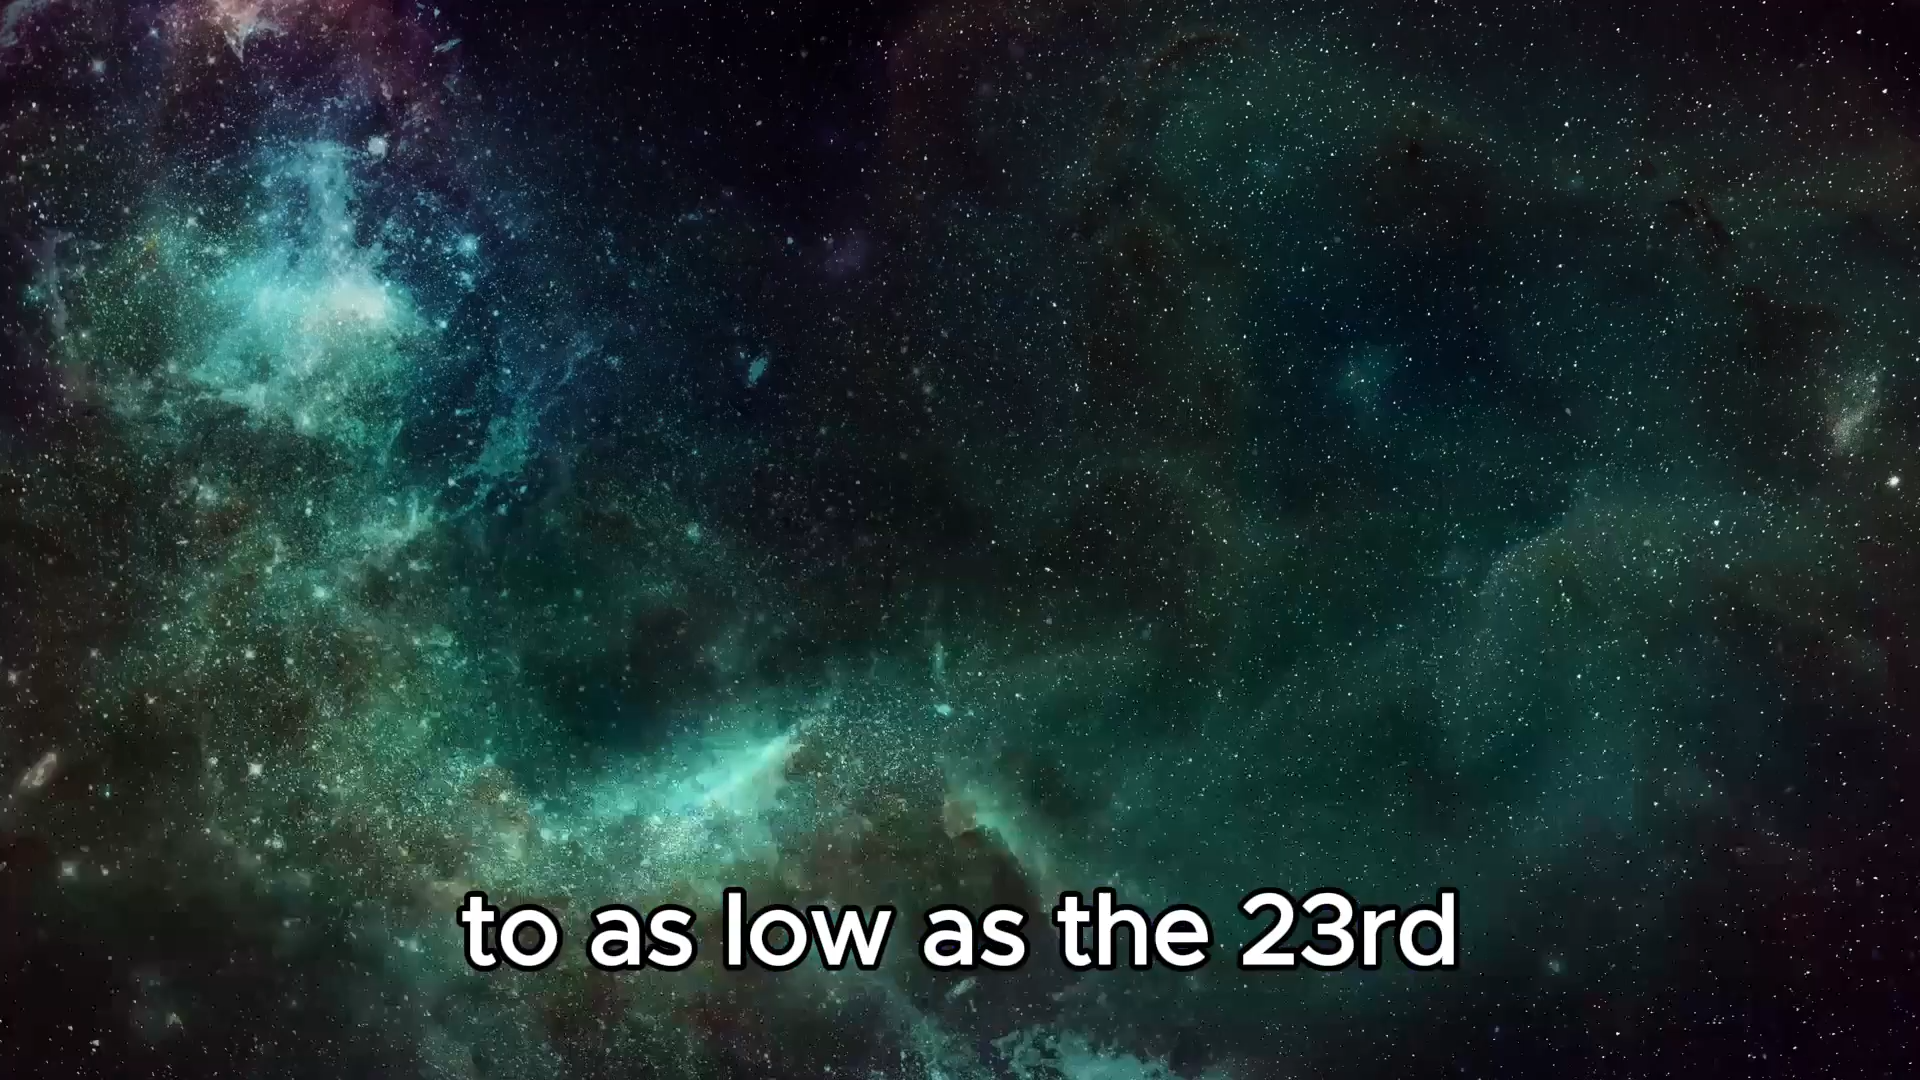 to as low as the 23rd